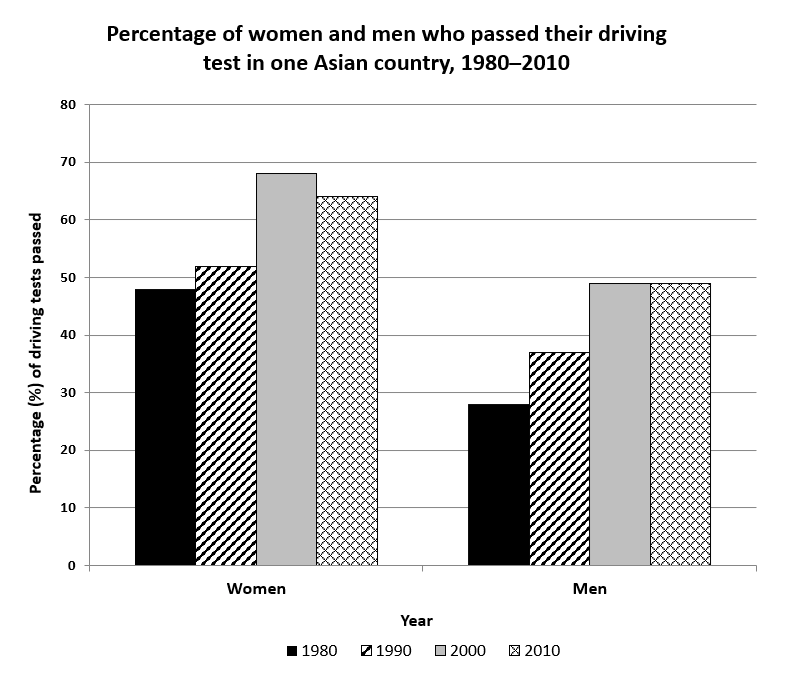 Percentage of women and men who passed their driving
test in one Asian country, 1980–2010
Percentage (%) of driving tests passed
80
70
60
50
40
30
20
10
0
Women Men
Year
1980 1990 2000 2010